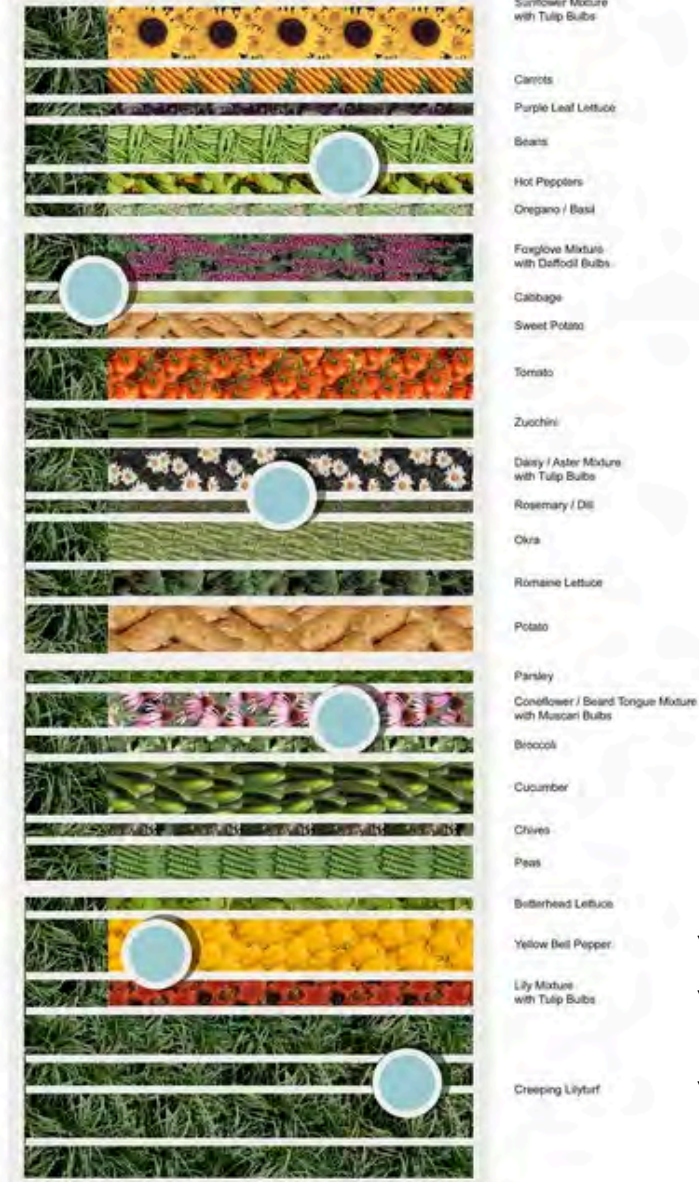 Sunflower Mixture
with Tulip Bulbs
Carrots
Purple Leaf Lettuce
Beans
Hot Pepplers
Oregano / Basil
Foxglove Mixture
with Daffodil Bulbs
Cabbage
Sweet Potato
Tomato
Zucchini
Daisy / Aster Mixture
with Tulip Bulbs
Rosemary / Dill
Okra
Romaine Lettuce
Potato
Parsley
Coneflower / Beard Tongue Mixture
with Muscari Bulbs
Broccoli
Cucumber
Chives
Peas
Botterhead Lettuce
Yellow Bell Pepper
Lily Mixture
with Tulip Bulbs
Creeping Lilyturf